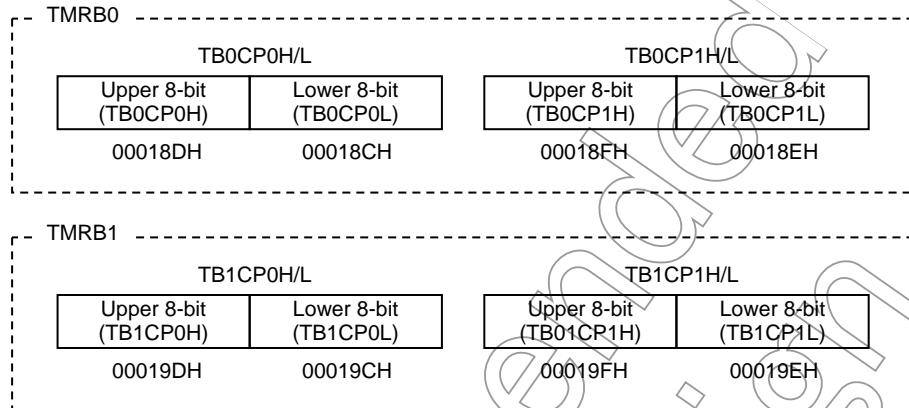 TMRB0
TB0CP0H/L TB0CP1H/L
Upper 8-bit Lower 8-bit Upper 8-bit Lower 8-bit
(TB0CP0H) (TB0CP0L) (TB0CP1H) (TB0CP1L)
00018DH 00018CH 00018FH 00018EH
TMRB1
TB1CP0H/L TB1CP1H/L
Upper 8-bit Lower 8-bit Upper 8-bit Lower 8-bit
(TB1CP0H) (TB1CP0L) (TB01CP1H) (TB1CP1L)
00019DH 00019CH 00019FH 00019EH